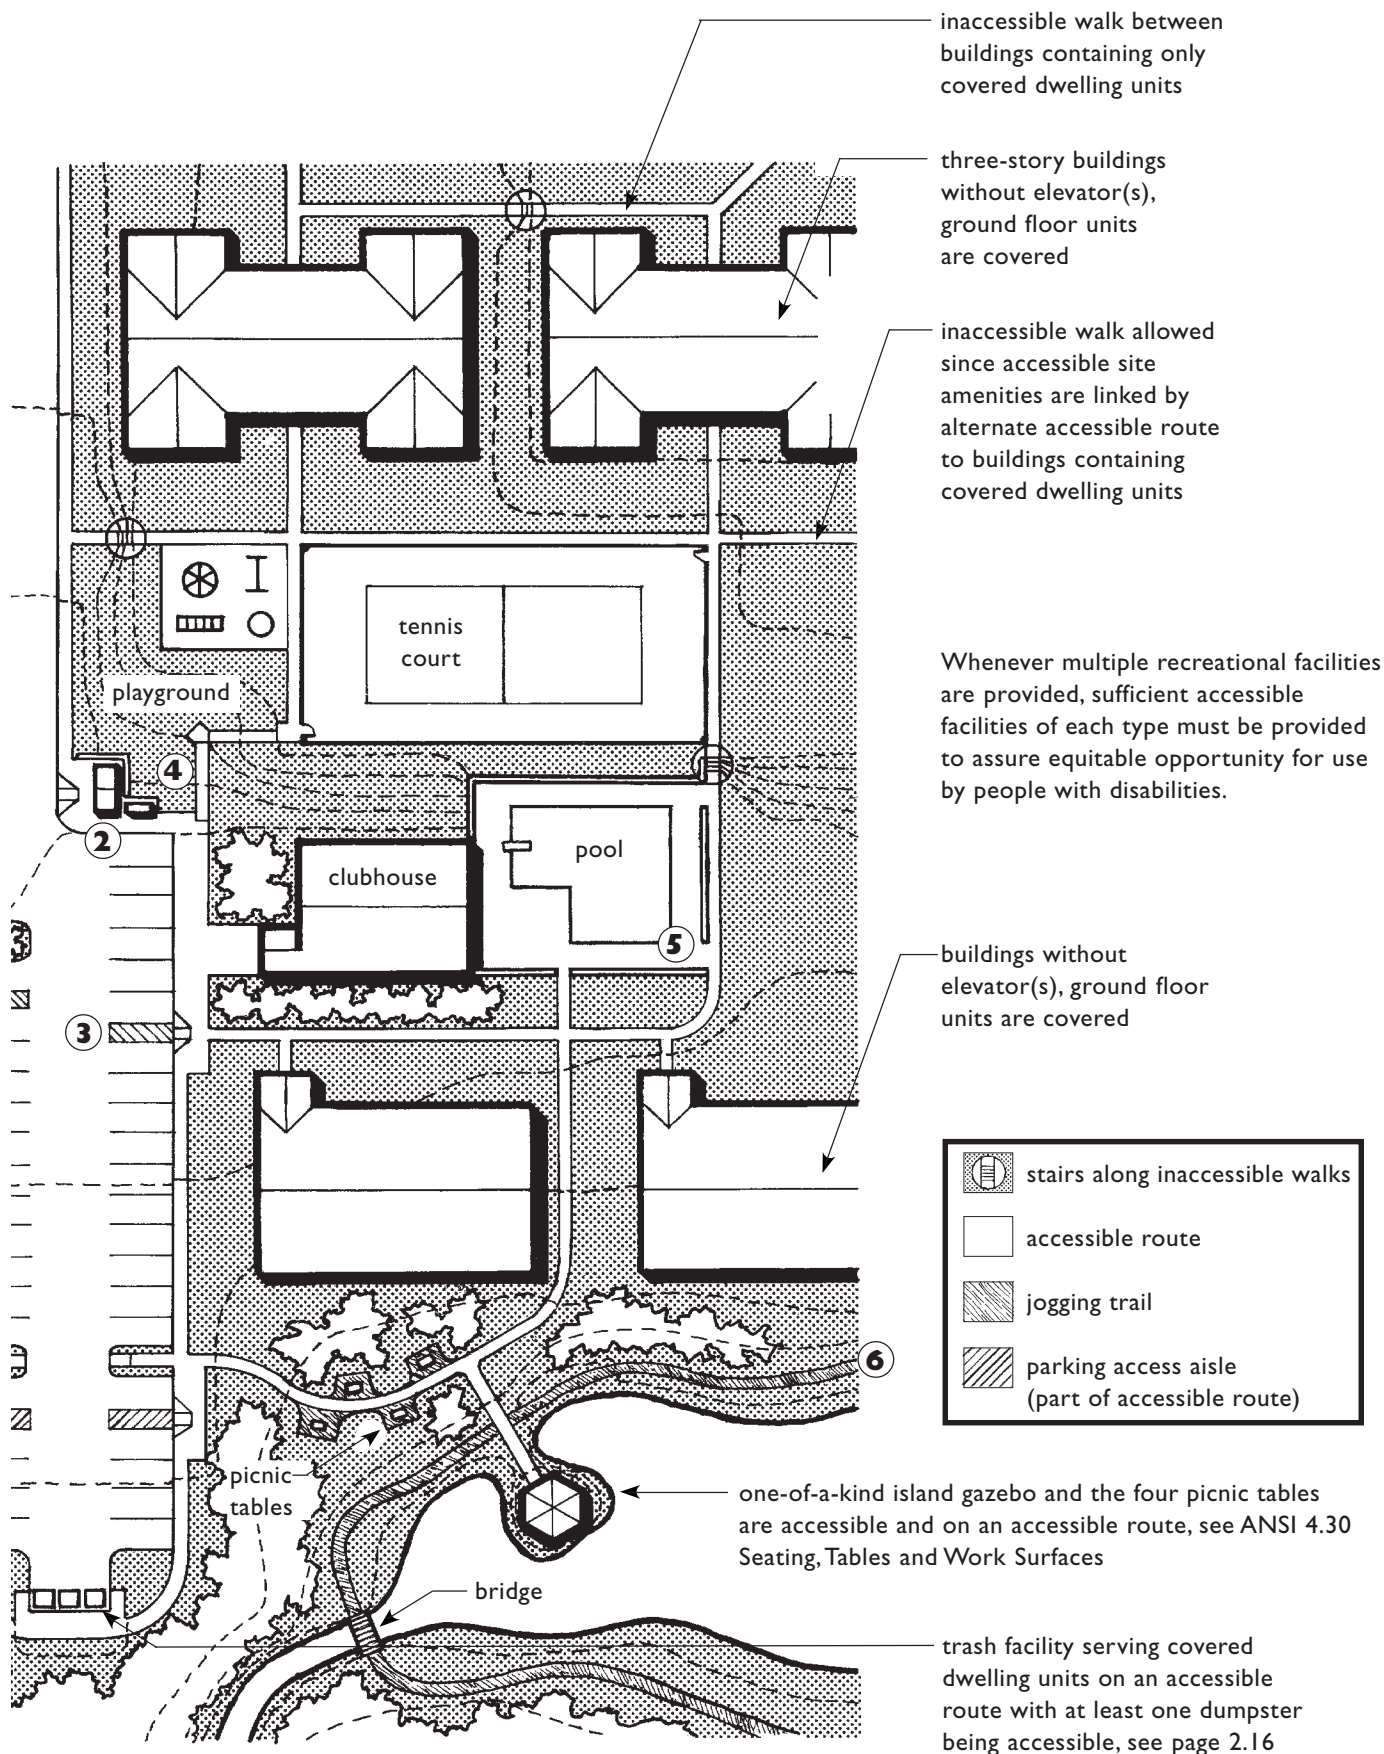 inaccessible walk between
buildings containing only
covered dwelling units
three-story buildings
without elevator(s),
ground floor units
are covered
inaccessible walk allowed
since accessible site
amenities are linked by
alternate accessible route
to buildings containing
covered dwelling units
tennis
court
Whenever multiple recreational facilities
are provided, sufficient accessible
facilities of each type must be provided
to assure equitable opportunity for use
by people with disabilities.
playground
4
2
pool
clubhouse
5
buildings without
elevator(s), ground floor
units are covered
3
stairs along inaccessible walks
accessible route
jogging trail
parking access aisle
(part of accessible route)
6
picnic
tables
one-of-a-kind island gazebo and the four picnic tables
are accessible and on an accessible route, see ANSI 4.30
Seating, Tables and Work Surfaces
bridge
trash facility serving covered
dwelling units on an accessible
route with at least one dumpster
being accessible, see page 2.16